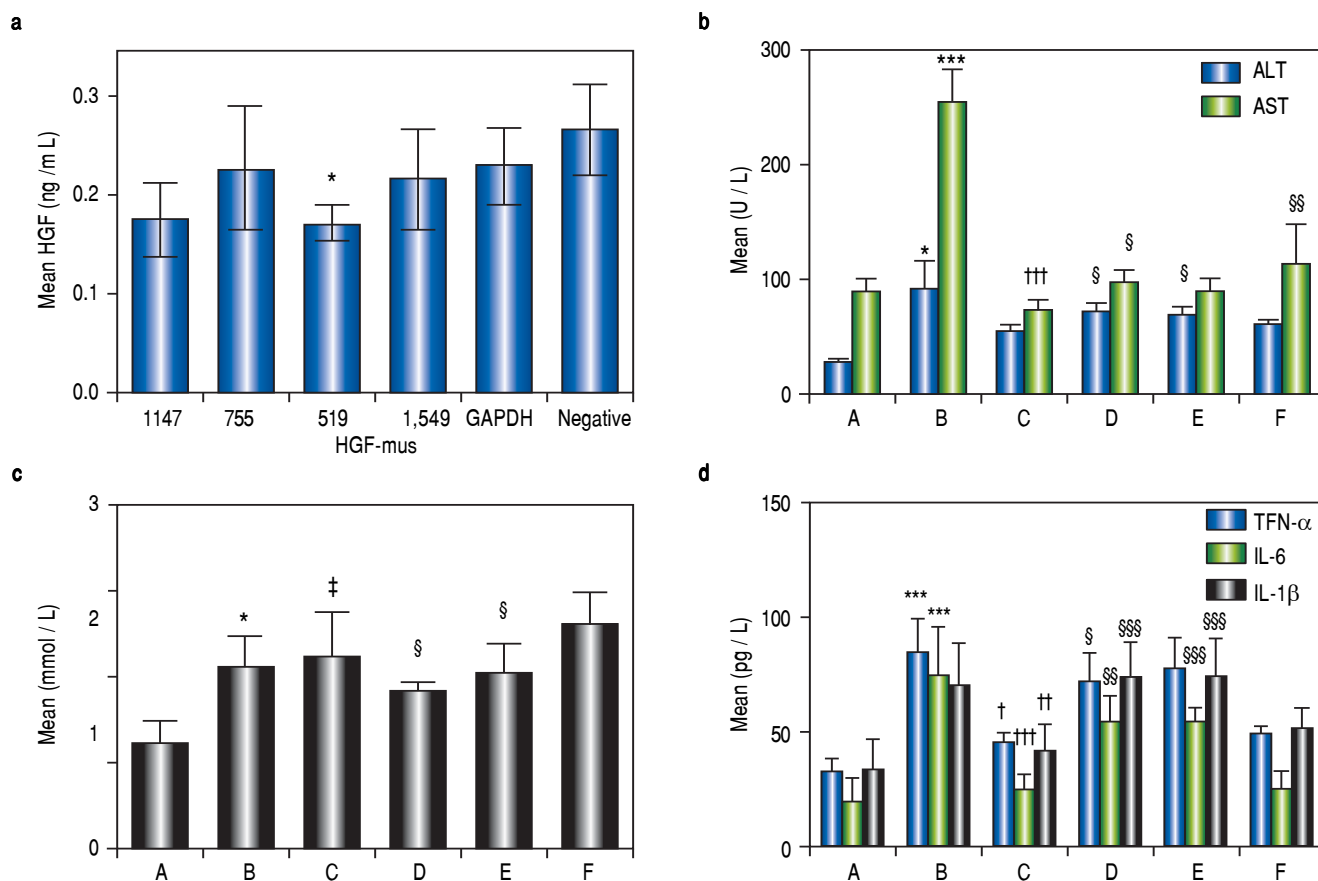 a
Mean HGF (ng /m L)
0.3
0.2
0.1
0.0
*
1147 755 519 1,549 GAPDH Negative
HGF-mus
b
Mean (U / L)
300
200
100
0
ALT
AST
* *** ††† § § § §§
A B C D E F
c
Mean (nmol / L)
3
2
1
0
* ‡ § §
A B C D E F
d
Mean (pg / L)
150
100
50
0
TFN-α
IL-6
IL-1β
*** *** † ††† †† § §§ §§§ §§§ §§§
A B C D E F